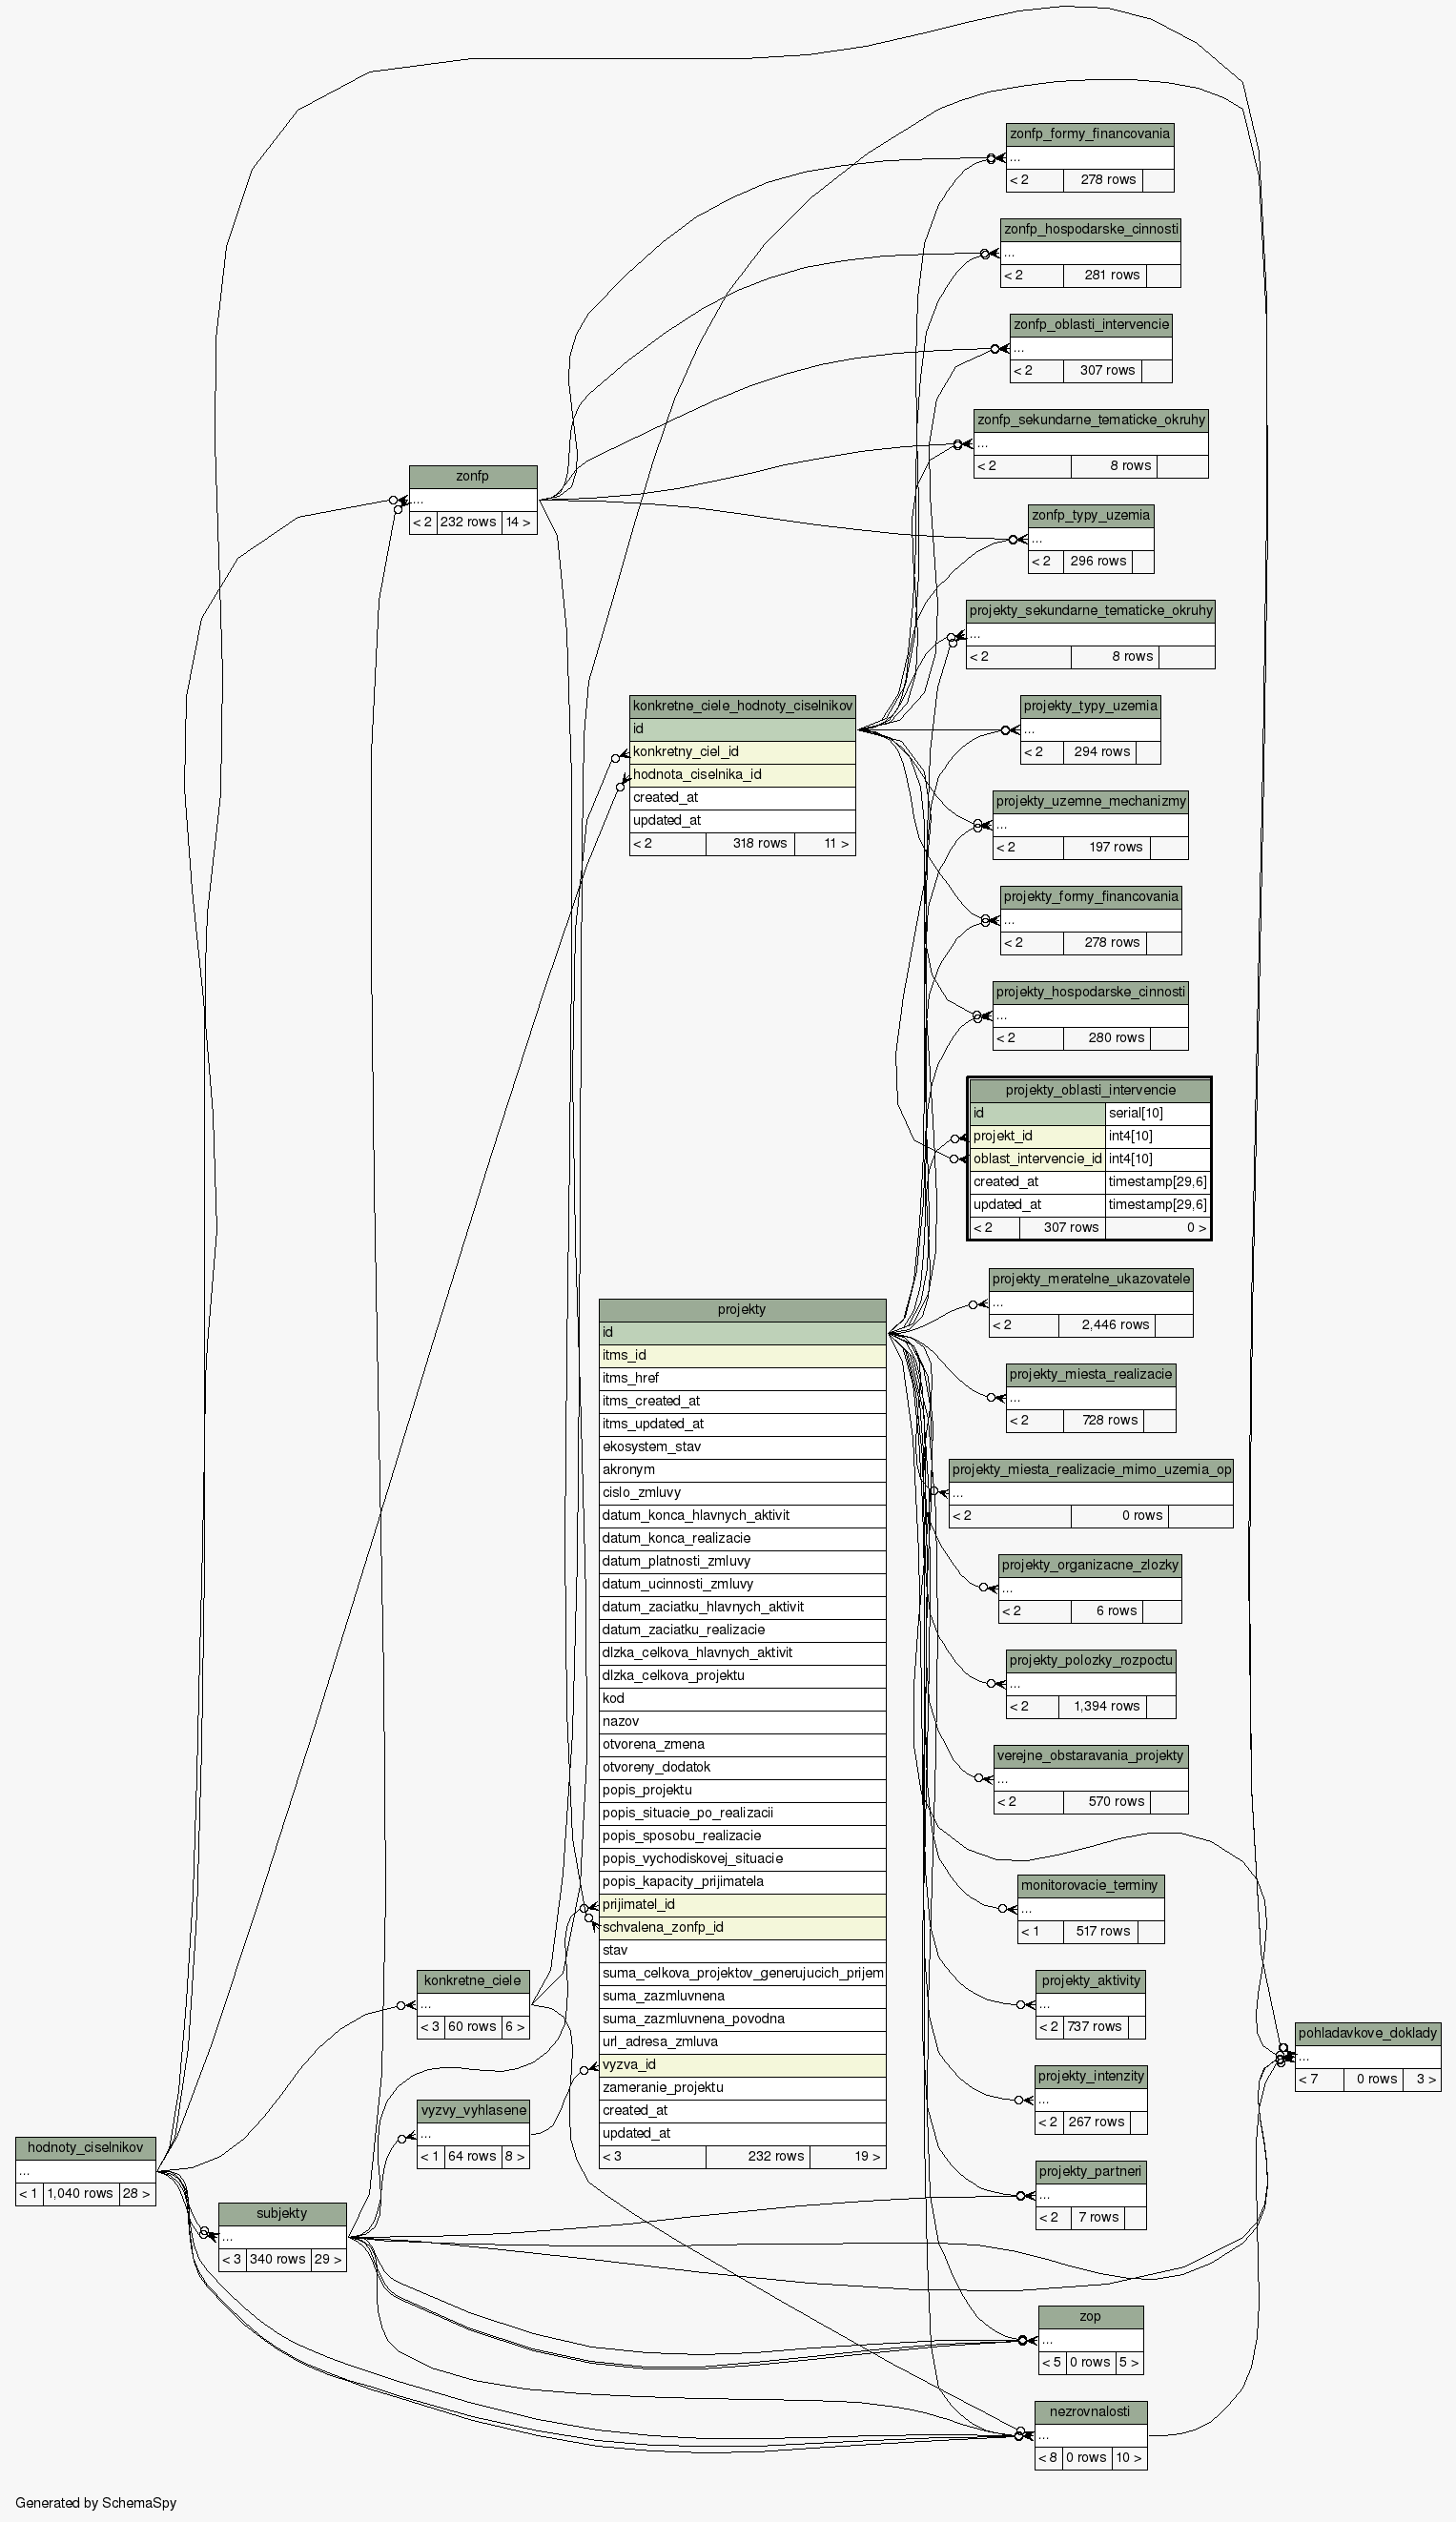 zonfp_formy_financovania
...
< 2 278 rows
zonfp_hospodarske_cinnosti
...
< 2 281 rows
zonfp_oblasti_intervencie
...
< 2 307 rows
zonfp_sekundarne_tematicke_okruhy
...
< 2 8 rows
zonfp
...
< 2 232 rows 14 >
zonfp_typy_uzemia
...
< 2 296 rows
projekty_sekundarne_tematicke_okruhy
...
< 2 8 rows
konkretne_ciele_hodnoty_ciselnikov
id
konkretny_ciel_id
hodnota_ciselnika_id
created_at
updated_at
< 2 318 rows 11 >
projekty_typy_uzemia
...
< 2 294 rows
projekty_uzemne_mechanizmy
...
< 2 197 rows
projekty_formy_financovania
...
< 2 278 rows
projekty_hospodarske_cinnosti
...
< 2 280 rows
projekty_oblasti_intervencie
id serial[10]
projekt_id int4[10]
oblast_intervencie_id int4[10]
created_at timestamp[29,6]
updated_at timestamp[29,6]
< 2 307 rows 0 >
projekty_meratelne_ukazovatele
...
< 2 2,446 rows
projekty_miesta_realizacie
...
< 2 728 rows
projekty_miesta_realizacie_mimo_uzemia_op
...
< 2 0 rows
projekty_organizacne_zlozky
...
< 2 6 rows
projekty_polozky_rozpoctu
...
< 2 1,394 rows
verejne_obstaravania_projekty
...
< 2 570 rows
monitorovacie_terminy
...
< 1 517 rows
projekty_aktivity
...
< 2 737 rows
projekty_intenzity
...
< 2 267 rows
projekty_partneri
...
< 2 7 rows
zop
...
< 5 0 rows 5 >
nezrovnalosti
...
< 8 0 rows 10 >
pohladavkove_doklady
...
< 7 0 rows 3 >
projekty
id
itms_id
itms_href
itms_created_at
itms_updated_at
ekosystem_stav
akronym
cislo_zmluvy
datum_konca_hlavnych_aktivit
datum_konca_realizacie
datum_platnosti_zmluvy
datum_ucinnosti_zmluvy
datum_zaciatku_hlavnych_aktivit
datum_zaciatku_realizacie
dlzka_celkova_hlavnych_aktivit
dlzka_celkova_projektu
kod
nazov
otvorena_zmena
otvoreny_dodatok
popis_projektu
popis_situacie_po_realizacii
popis_sposobu_realizacie
popis_vychodiskovej_situacie
popis_kapacity_prijimatela
prijimatel_id
schvalena_zonfp_id
stav
suma_celkova_projektov_generujucich_prijem
suma_zazmluvnena
suma_zazmluvnena_povodna
url_adresa_zmluva
vyzva_id
zameranie_projektu
created_at
updated_at
< 3 232 rows 19 >
konkretne_ciele
...
< 3 60 rows 6 >
vyzvy_vyhlasene
...
< 1 64 rows 8 >
hodnoty_ciselnikov
...
< 1 1,040 rows 28 >
subjekty
...
< 3 340 rows 29 >
Generated by SchemaSpy